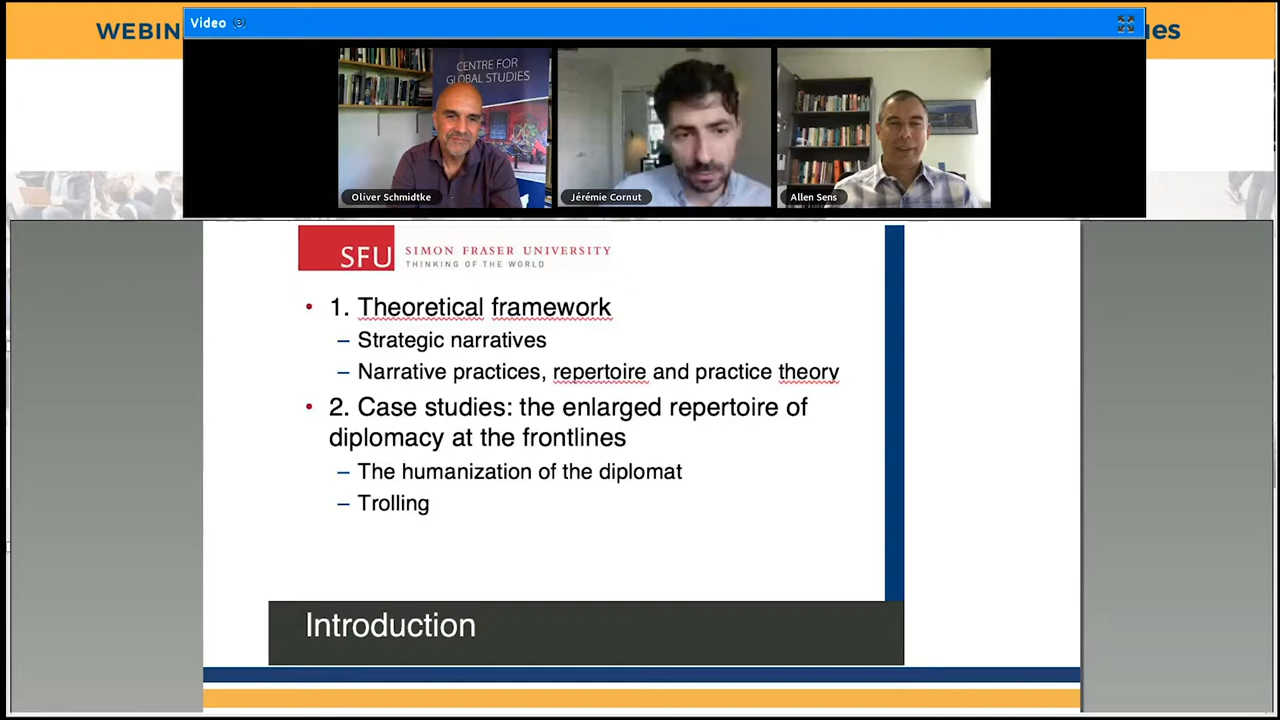 WEBIN
ies
Video (3)
CENTRE FOR
GLOBAL STUDIES
Oliver Schmidtke
Jérémie Cornut
Allen Sens
SFU
SIMON FRASER UNIVERSITY
THINKING OF THE WORLD
• 1. Theoretical framework
– Strategic narratives
– Narrative practices, repertoire and practice theory
• 2. Case studies: the enlarged repertoire of
diplomacy at the frontlines
– The humanization of the diplomat
– Trolling
Introduction